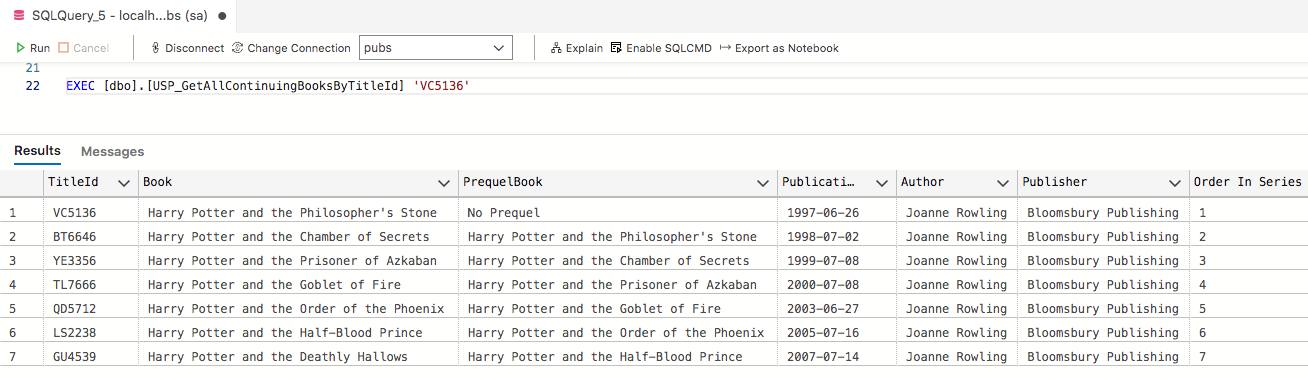 SQLQuery_5 - localh...bs (sa) ●
Run Cancel Disconnect Change Connection pubs Explain Enable SQLCMD Export as Notebook
21
22 EXEC [dbo].[USP_GetAllContinuingBooksByTitleId] 'VC5136'
Results Messages
TitleId Book PrequelBook Publicati… Author Publisher Order In Series
1 VC5136 Harry Potter and the Philosopher's Stone No Prequel 1997-06-26 Joanne Rowling Bloomsbury Publishing 1
2 BT6646 Harry Potter and the Chamber of Secrets Harry Potter and the Philosopher's Stone 1998-07-02 Joanne Rowling Bloomsbury Publishing 2
3 YE3356 Harry Potter and the Prisoner of Azkaban Harry Potter and the Chamber of Secrets 1999-07-08 Joanne Rowling Bloomsbury Publishing 3
4 TL7666 Harry Potter and the Goblet of Fire Harry Potter and the Prisoner of Azkaban 2000-07-08 Joanne Rowling Bloomsbury Publishing 4
5 QD5712 Harry Potter and the Order of the Phoenix Harry Potter and the Goblet of Fire 2003-06-27 Joanne Rowling Bloomsbury Publishing 5
6 LS2238 Harry Potter and the Half-Blood Prince Harry Potter and the Order of the Phoenix 2005-07-16 Joanne Rowling Bloomsbury Publishing 6
7 GU4539 Harry Potter and the Deathly Hallows Harry Potter and the Half-Blood Prince 2007-07-14 Joanne Rowling Bloomsbury Publishing 7